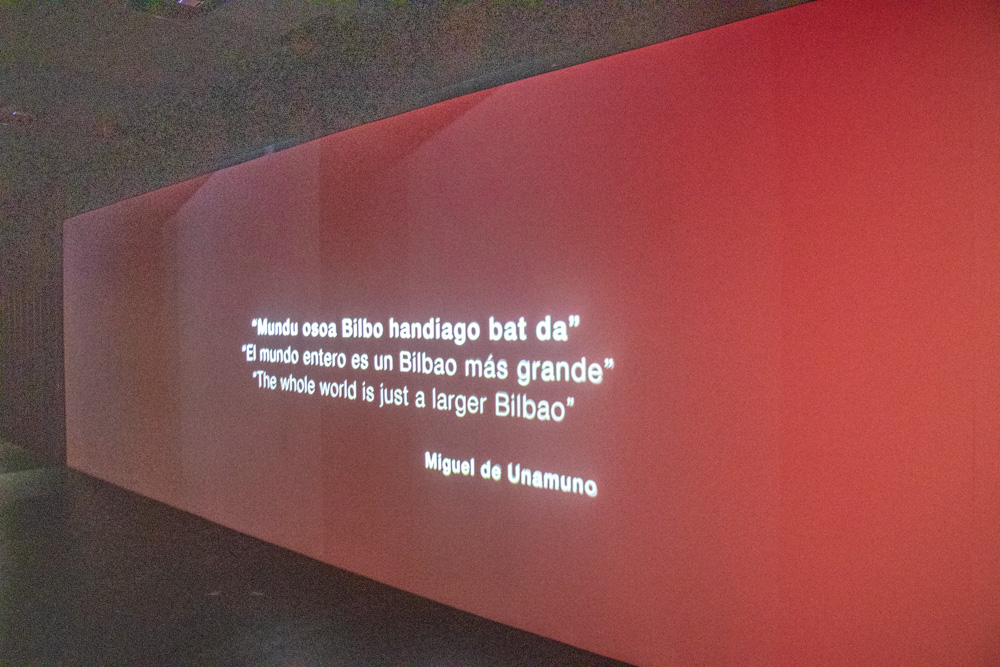 “Mundu osoa Bilbo handiago bat da”
“El mundo entero es un Bilbao más grande”
“The whole world is just a larger Bilbao”
Miguel de Unamuno